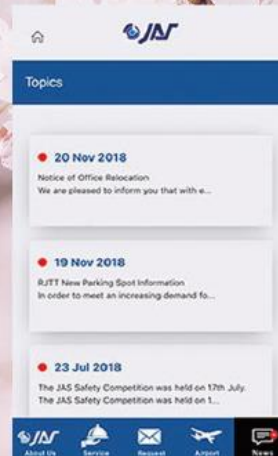 JAS
Topics
20 Nov 2018
Notice of Office Relocation
We are pleased to inform you that with e...
19 Nov 2018
RJTT New Parking Spot Information
In order to meet an increasing demand fo...
23 Jul 2018
The JAS Safety Competition was held on 17th July.
The JAS Safety Competition was held on 1...
JAS
About Us Service Request Airport News